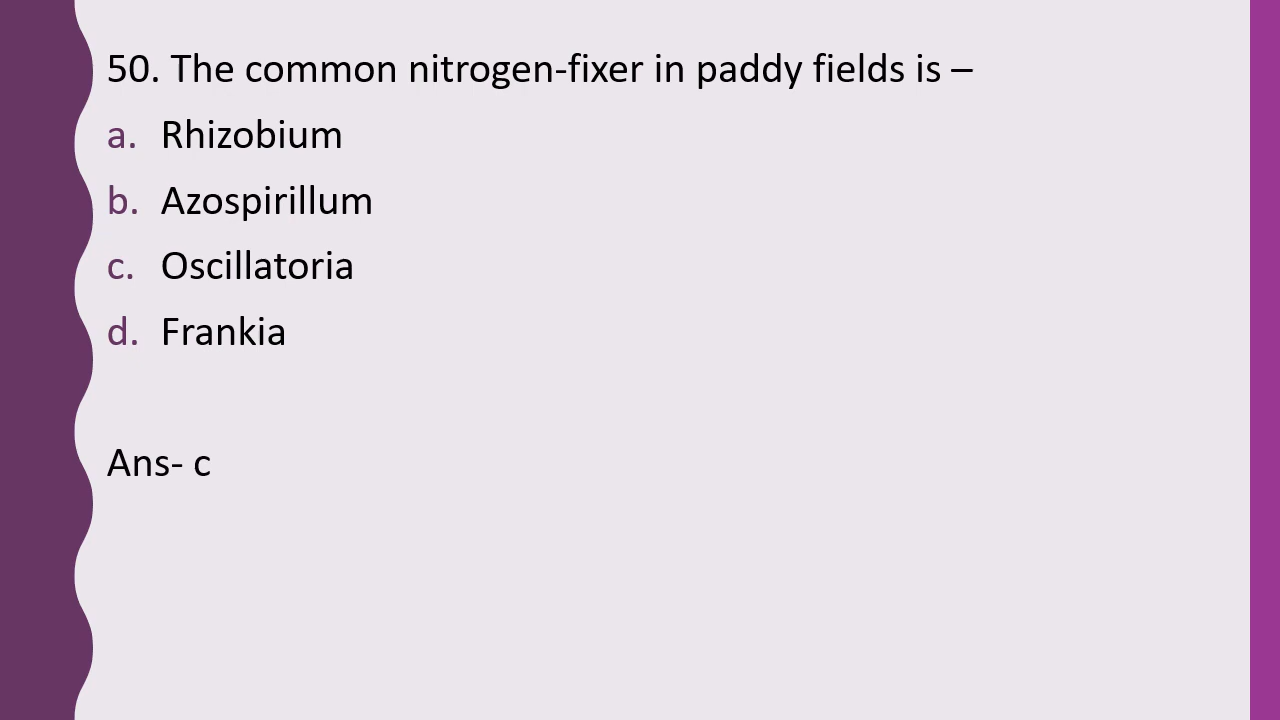 50. The common nitrogen-fixer in paddy fields is –
a. Rhizobium
b. Azospirillum
c. Oscillatoria
d. Frankia
Ans- c